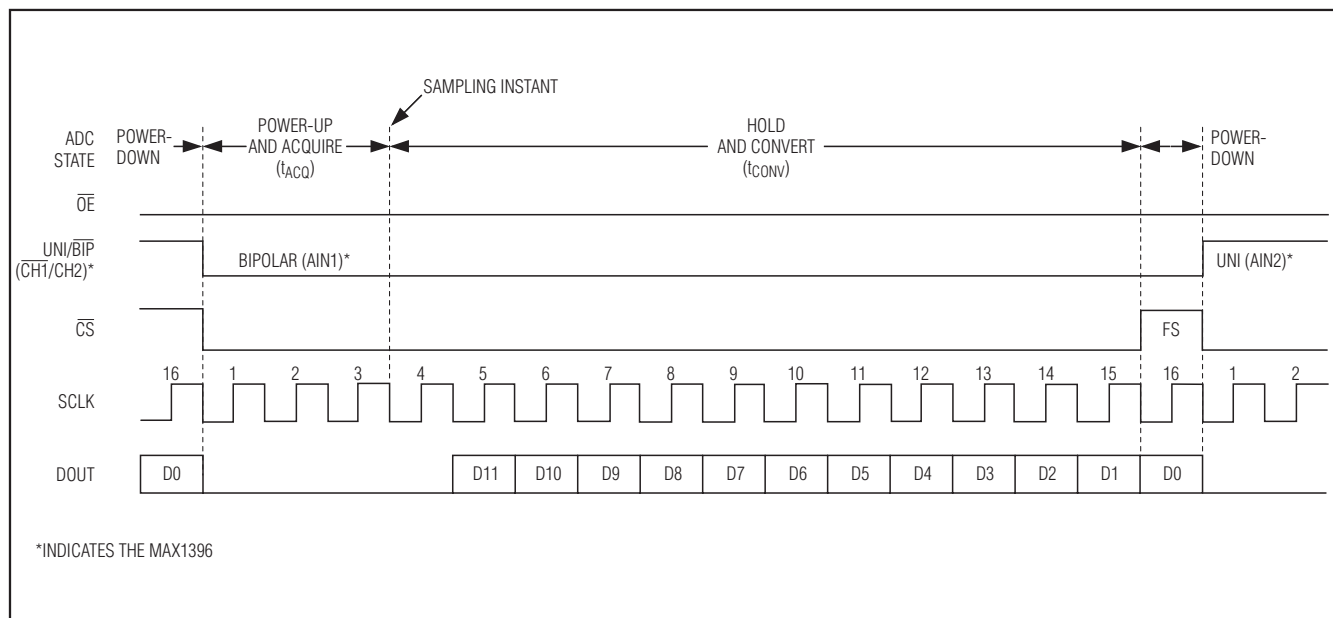 SAMPLING INSTANT
ADC
STATE
POWER-
DOWN
POWER-UP
AND ACQUIRE
(tACQ)
HOLD
AND CONVERT
(tCONV)
POWER-
DOWN
OE
UNI/BIP
(CH1/CH2)*
BIPOLAR (AIN1)*
UNI (AIN2)*
CS
FS
SCLK
16 1 2 3 4 5 6 7 8 9 10 11 12 13 14 15 16 1 2
DOUT
D0 D11 D10 D9 D8 D7 D6 D5 D4 D3 D2 D1 D0
*INDICATES THE MAX1396